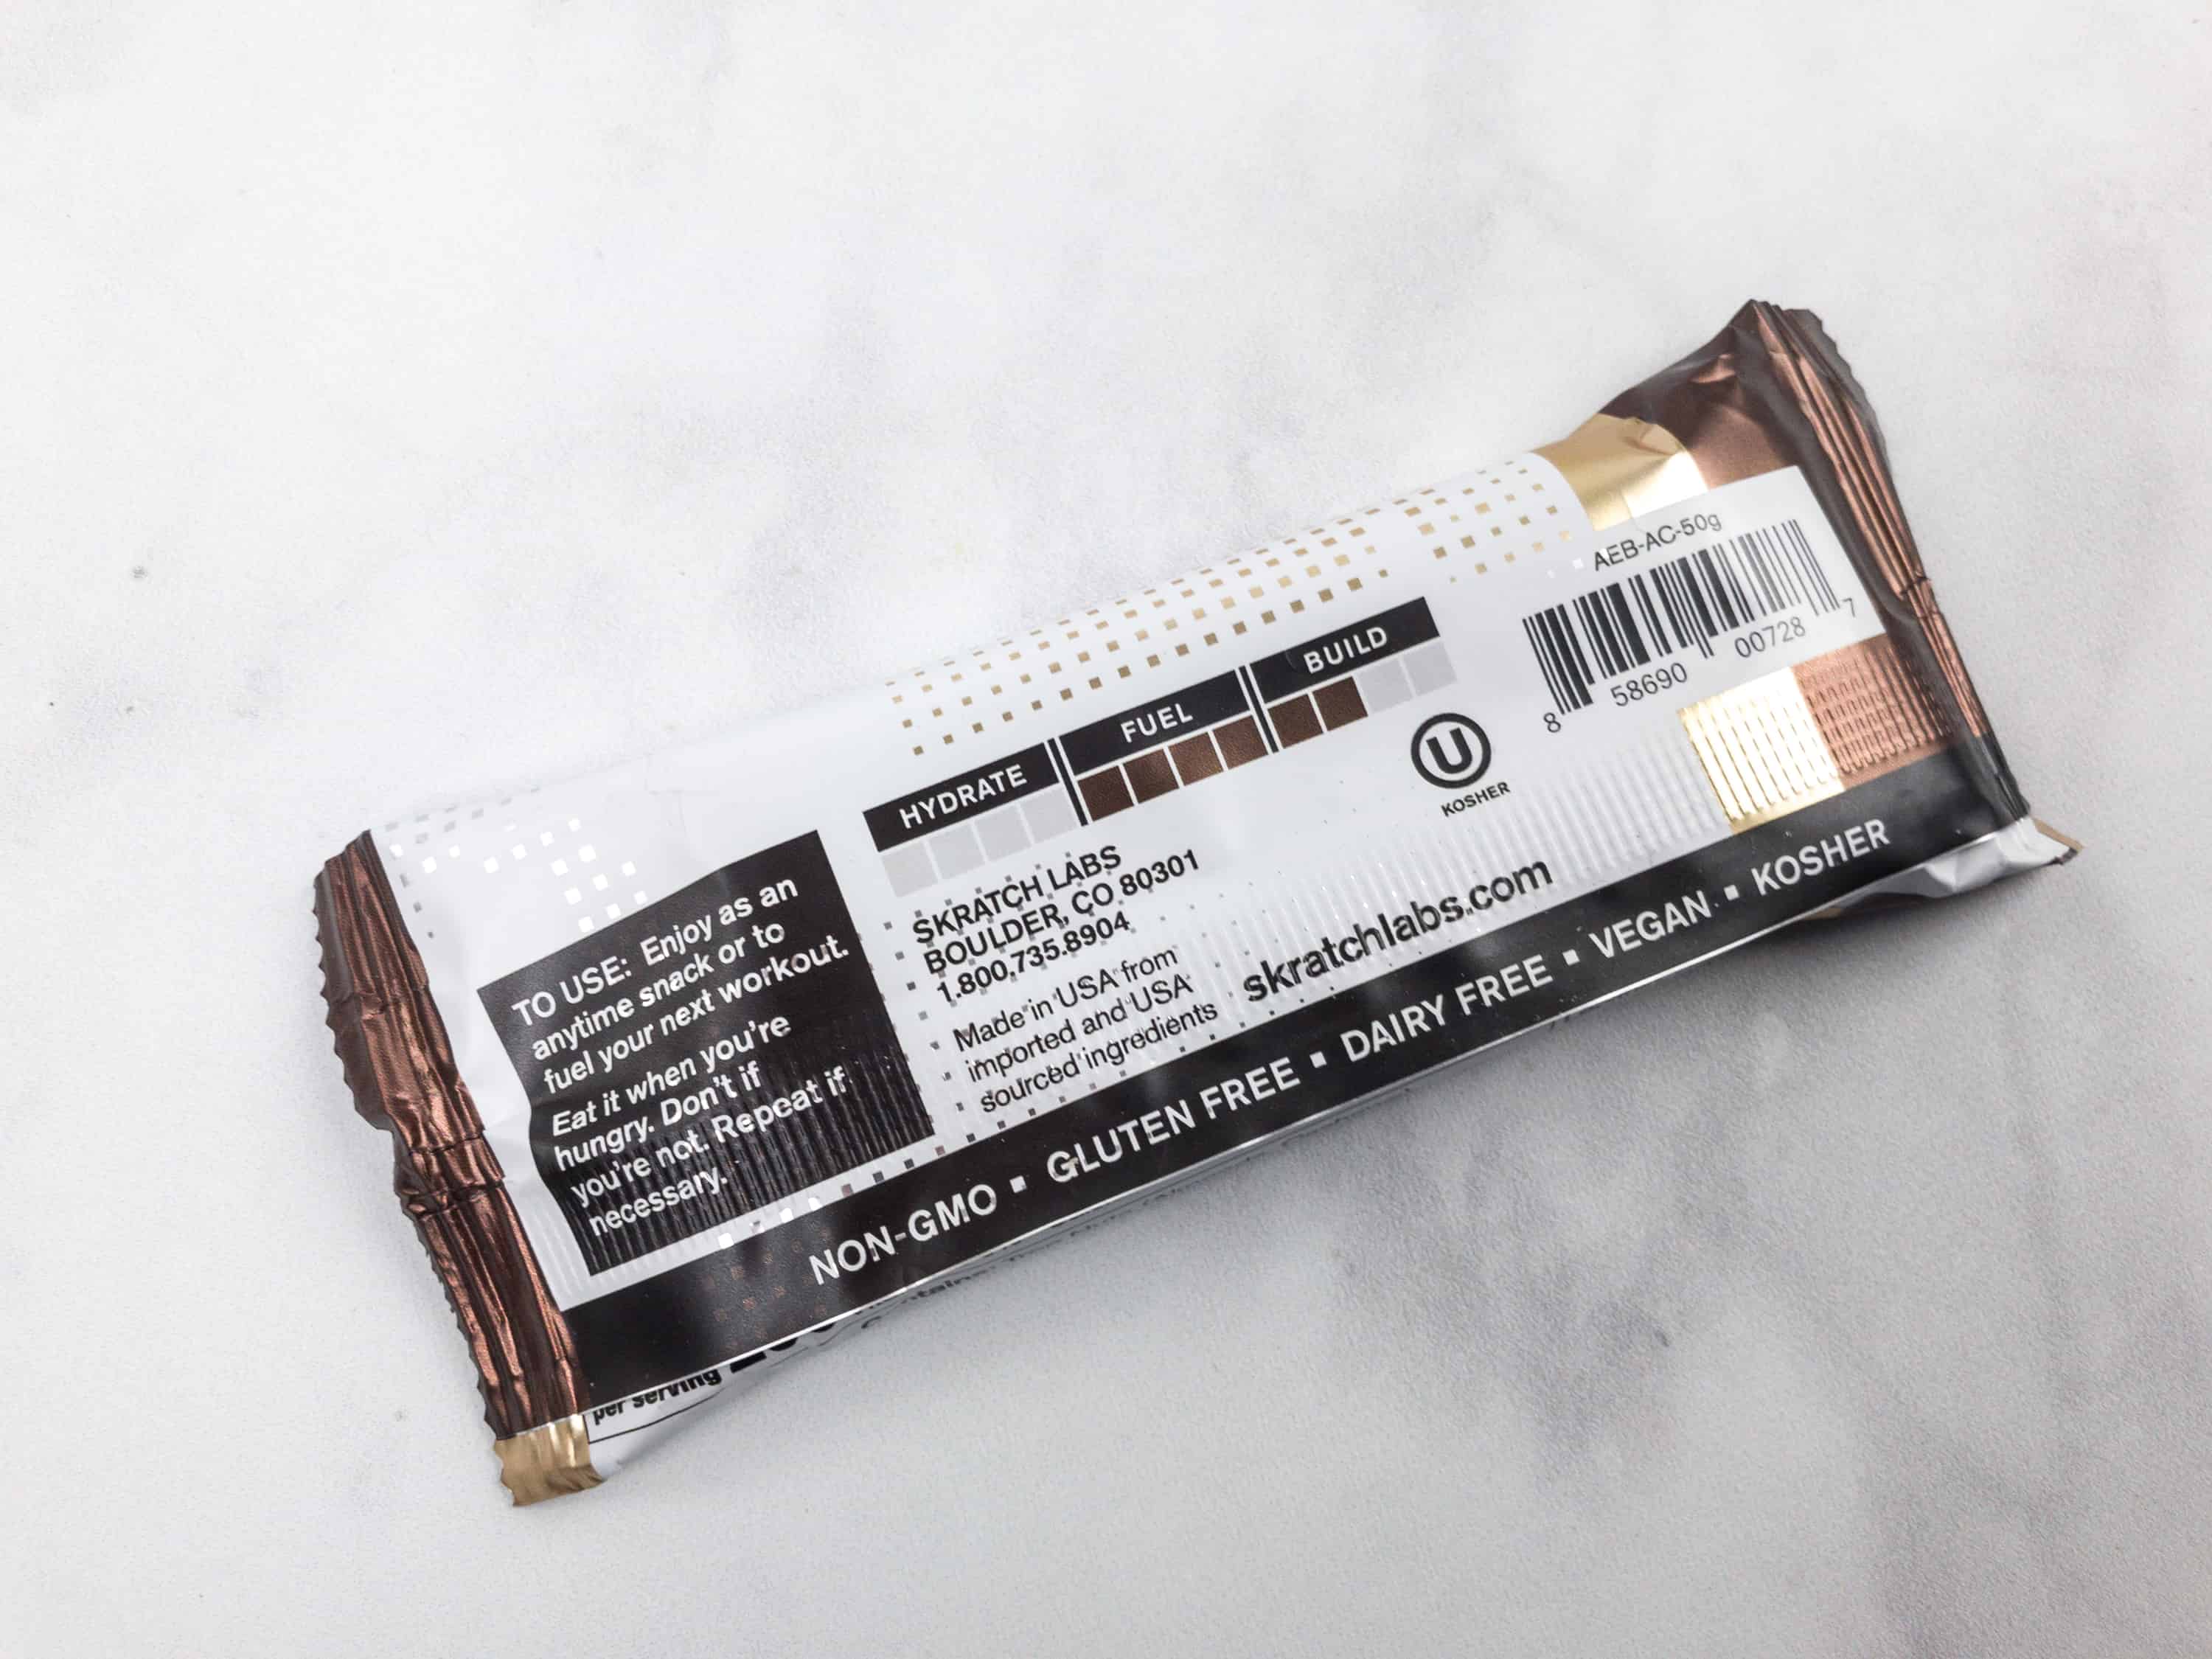 TO USE: Enjoy as an
anytime snack or to
fuel your next workout.
Eat it when you're
hungry. Don't if
you're not. Repeat if
necessary.
HYDRATE
FUEL
BUILD
SKRATCH LABS
BOULDER, CO 80301
1.800.735.8904
Made in USA from
imported and USA
sourced ingredients
skratchlabs.com
U
KOSHER
AEB-AC-50g
8 58690 00728 7
NON-GMO ▪ GLUTEN FREE ▪ DAIRY FREE ▪ VEGAN ▪ KOSHER
per serving